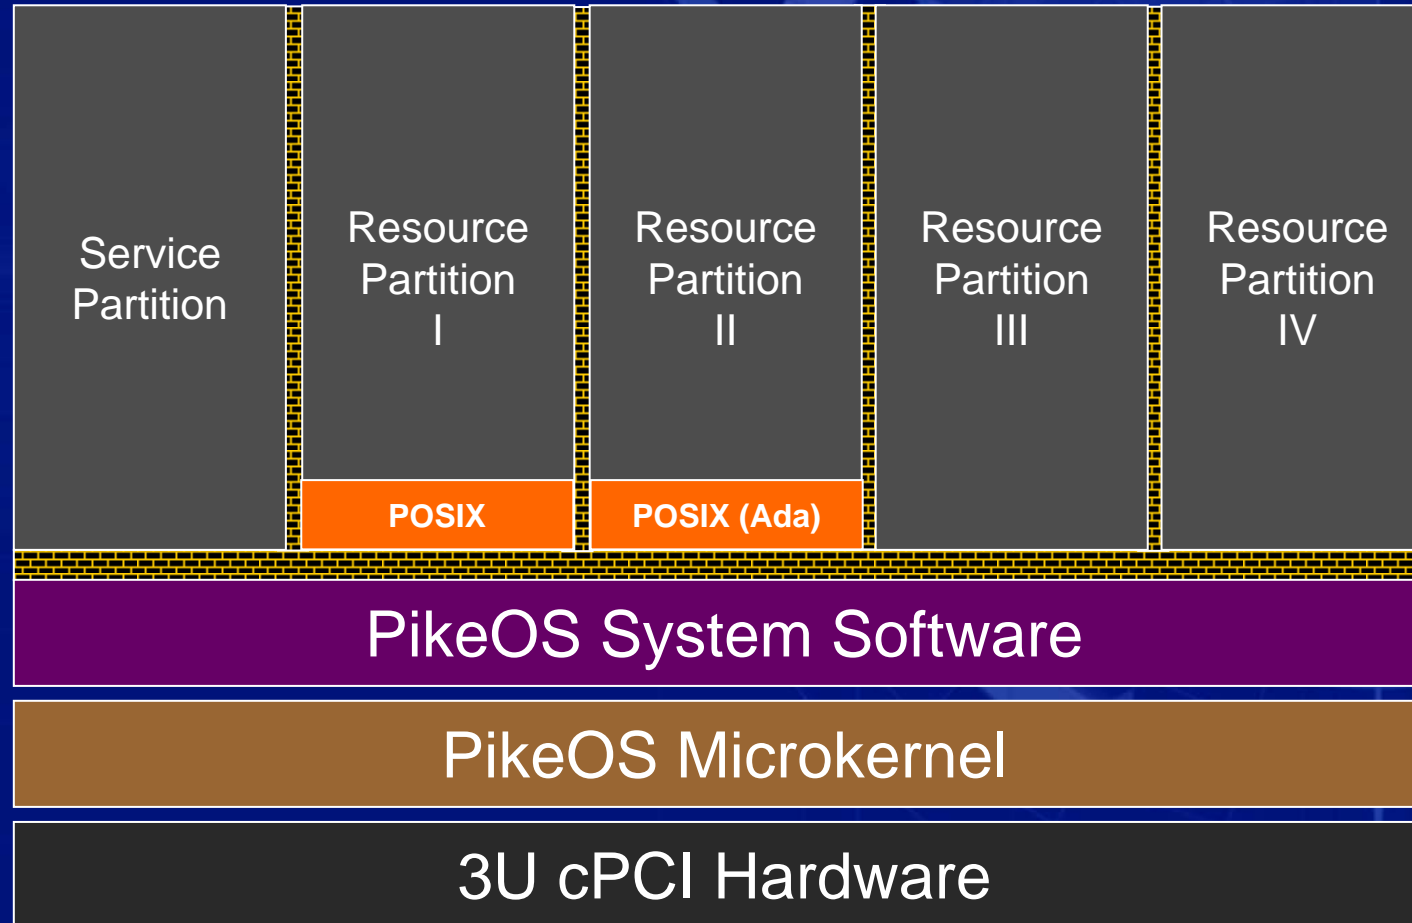 Service
Partition
Resource
Partition
I
Resource
Partition
II
Resource
Partition
III
Resource
Partition
IV
POSIX
POSIX (Ada)
PikeOS System Software
PikeOS Microkernel
3U cPCI Hardware